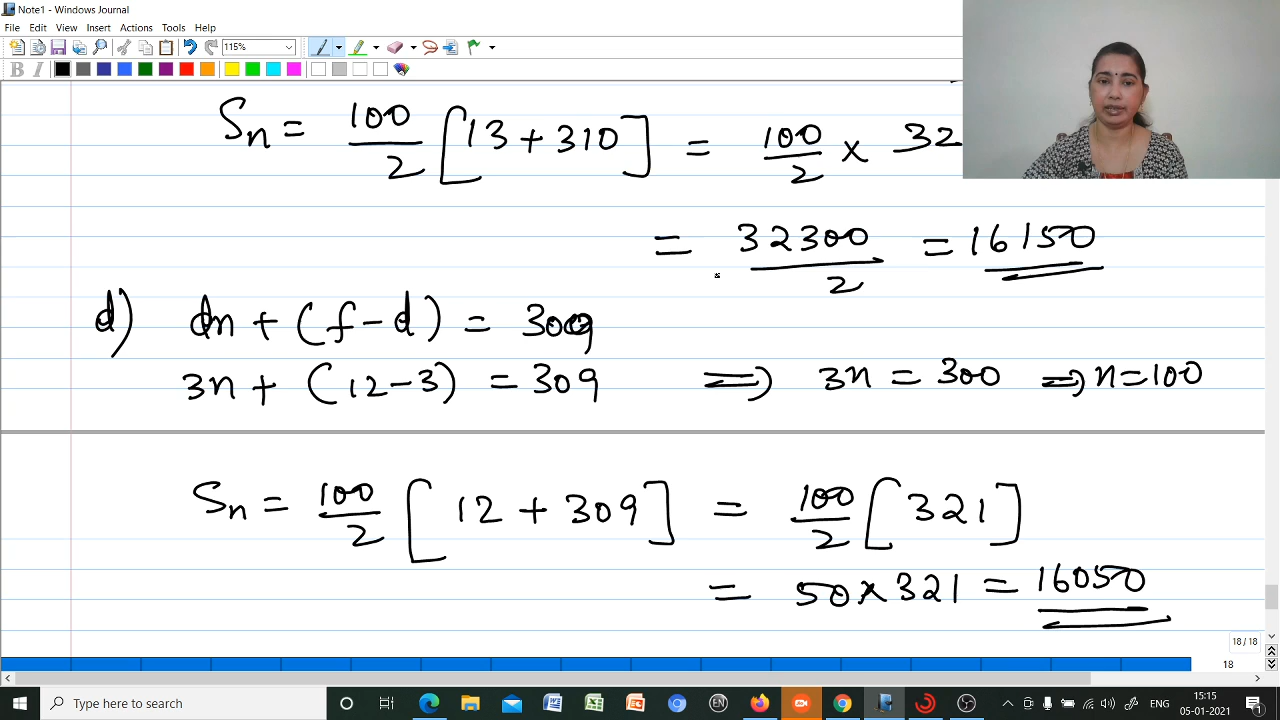 Note1 - Windows Journal
File Edit View Insert Actions Tools Help
115%
B I
Sn = 100/2 [13 + 310] = 100/2 × 32
= 32300/2 = 16150
d) dn + (f - d) = 309
3n + (12 - 3) = 309 ⟹ 3n = 300 ⟹ n = 100
Sn = 100/2 [12 + 309] = 100/2 [321]
= 50 × 321 = 16050
18 / 18
18
Type here to search
ENG
15:15
05-01-2021